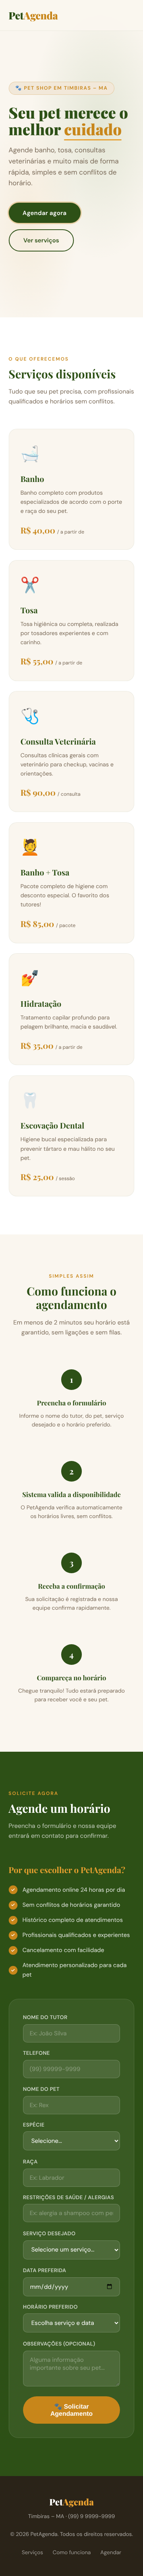 PetAgenda
🐾 PET SHOP EM TIMBIRAS – MA
Seu pet merece o
melhor cuidado
Agende banho, tosa, consultas
veterinárias e muito mais de forma
rápida, simples e sem conflitos de
horário.
Agendar agora
Ver serviços
O QUE OFERECEMOS
Serviços disponíveis
Tudo que seu pet precisa, com profissionais
qualificados e horários sem conflitos.
Banho
Banho completo com produtos
especializados de acordo com o porte
e raça do seu pet.
R$ 40,00 / a partir de
Tosa
Tosa higiênica ou completa, realizada
por tosadores experientes e com
carinho.
R$ 55,00 / a partir de
Consulta Veterinária
Consultas clínicas gerais com
veterinário para checkup, vacinas e
orientações.
R$ 90,00 / consulta
Banho + Tosa
Pacote completo de higiene com
desconto especial. O favorito dos
tutores!
R$ 85,00 / pacote
Hidratação
Tratamento capilar profundo para
pelagem brilhante, macia e saudável.
R$ 35,00 / a partir de
Escovação Dental
Higiene bucal especializada para
prevenir tártaro e mau hálito no seu
pet.
R$ 25,00 / sessão
SIMPLES ASSIM
Como funciona o
agendamento
Em menos de 2 minutos seu horário está
garantido, sem ligações e sem filas.
1
Preencha o formulário
Informe o nome do tutor, do pet, serviço
desejado e o horário preferido.
2
Sistema valida a disponibilidade
O PetAgenda verifica automaticamente
os horários livres, sem conflitos.
3
Receba a confirmação
Sua solicitação é registrada e nossa
equipe confirma rapidamente.
4
Compareça no horário
Chegue tranquilo! Tudo estará preparado
para receber você e seu pet.
SOLICITE AGORA
Agende um horário
Preencha o formulário e nossa equipe
entrará em contato para confirmar.
Por que escolher o PetAgenda?
✓ Agendamento online 24 horas por dia
✓ Sem conflitos de horários garantido
✓ Histórico completo de atendimentos
✓ Profissionais qualificados e experientes
✓ Cancelamento com facilidade
✓ Atendimento personalizado para cada
pet
NOME DO TUTOR
Ex: João Silva
TELEFONE
(99) 99999-9999
NOME DO PET
Ex: Rex
ESPÉCIE
Selecione...
RAÇA
Ex: Labrador
RESTRIÇÕES DE SAÚDE / ALERGIAS
Ex: alergia a shampoo com pe
SERVIÇO DESEJADO
Selecione um serviço...
DATA PREFERIDA
mm/dd/yyyy
HORÁRIO PREFERIDO
Escolha serviço e data
OBSERVAÇÕES (OPCIONAL)
Alguma informação
importante sobre seu pet...
🐾 Solicitar
Agendamento
PetAgenda
Timbiras – MA · (99) 9 9999-9999
© 2026 PetAgenda. Todos os direitos reservados.
Serviços Como funciona Agendar